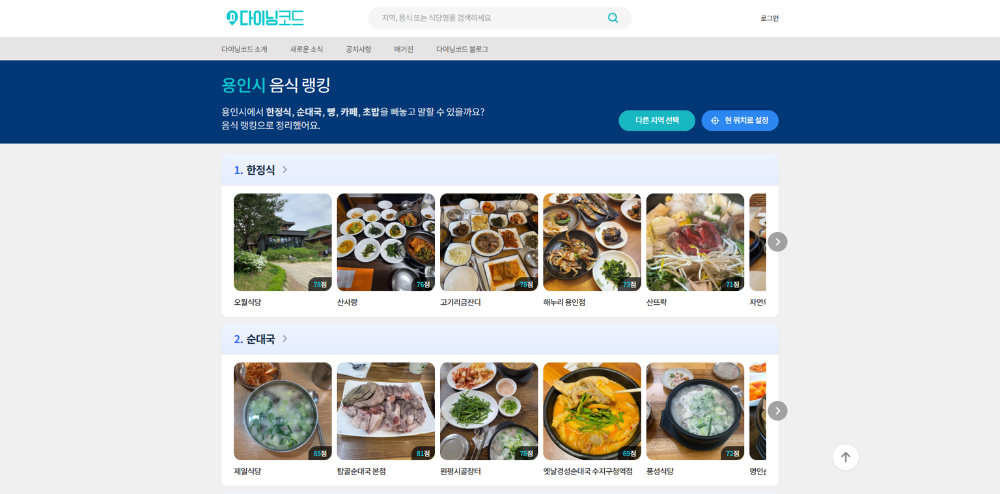 다이닝코드
지역, 음식 또는 식당명을 검색하세요
로그인
다이닝코드 소개 새로운 소식 공지사항 매거진 다이닝코드 블로그
용인시 음식 랭킹
용인시에서 한정식, 순대국, 빵, 카페, 초밥을 빼놓고 말할 수 있을까요?
음식 랭킹으로 정리했어요.
다른 지역 선택 현 위치로 설정
1. 한정식
78점 76점 78점 73점 71점
오월식당 산사랑 고기리금잔디 해누리 용인점 산뜨락
2. 순대국
85점 81점 78점 69점 72점
제일식당 탑골순대국 본점 원평시골장터 옛날경성순대국 수지구청역점 풍성식당